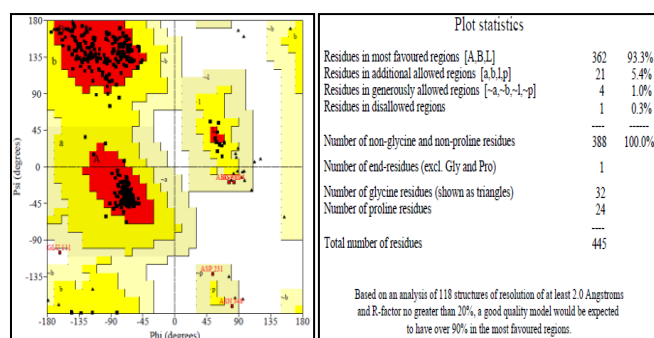 180
135
90
45
0
-45
-90
-135
-180
Psi (degrees)
b
~b
~b
~l
l
a
~a
~b
~p
p
b
~b
~b
ASP 231
-180 -135 -90 -45 0 45 90 135 180
Phi (degrees)
Plot statistics
Residues in most favoured regions [A,B,L] 362 93.3%
Residues in additional allowed regions [a,b,l,p] 21 5.4%
Residues in generously allowed regions [~a,~b,~l,~p] 4 1.0%
Residues in disallowed regions 1 0.3%
---- ------
Number of non-glycine and non-proline residues 388 100.0%
Number of end-residues (excl. Gly and Pro) 1
Number of glycine residues (shown as triangles) 32
Number of proline residues 24
----
Total number of residues 445
Based on an analysis of 118 structures of resolution of at least 2.0 Angstroms
and R-factor no greater than 20%, a good quality model would be expected
to have over 90% in the most favoured regions.